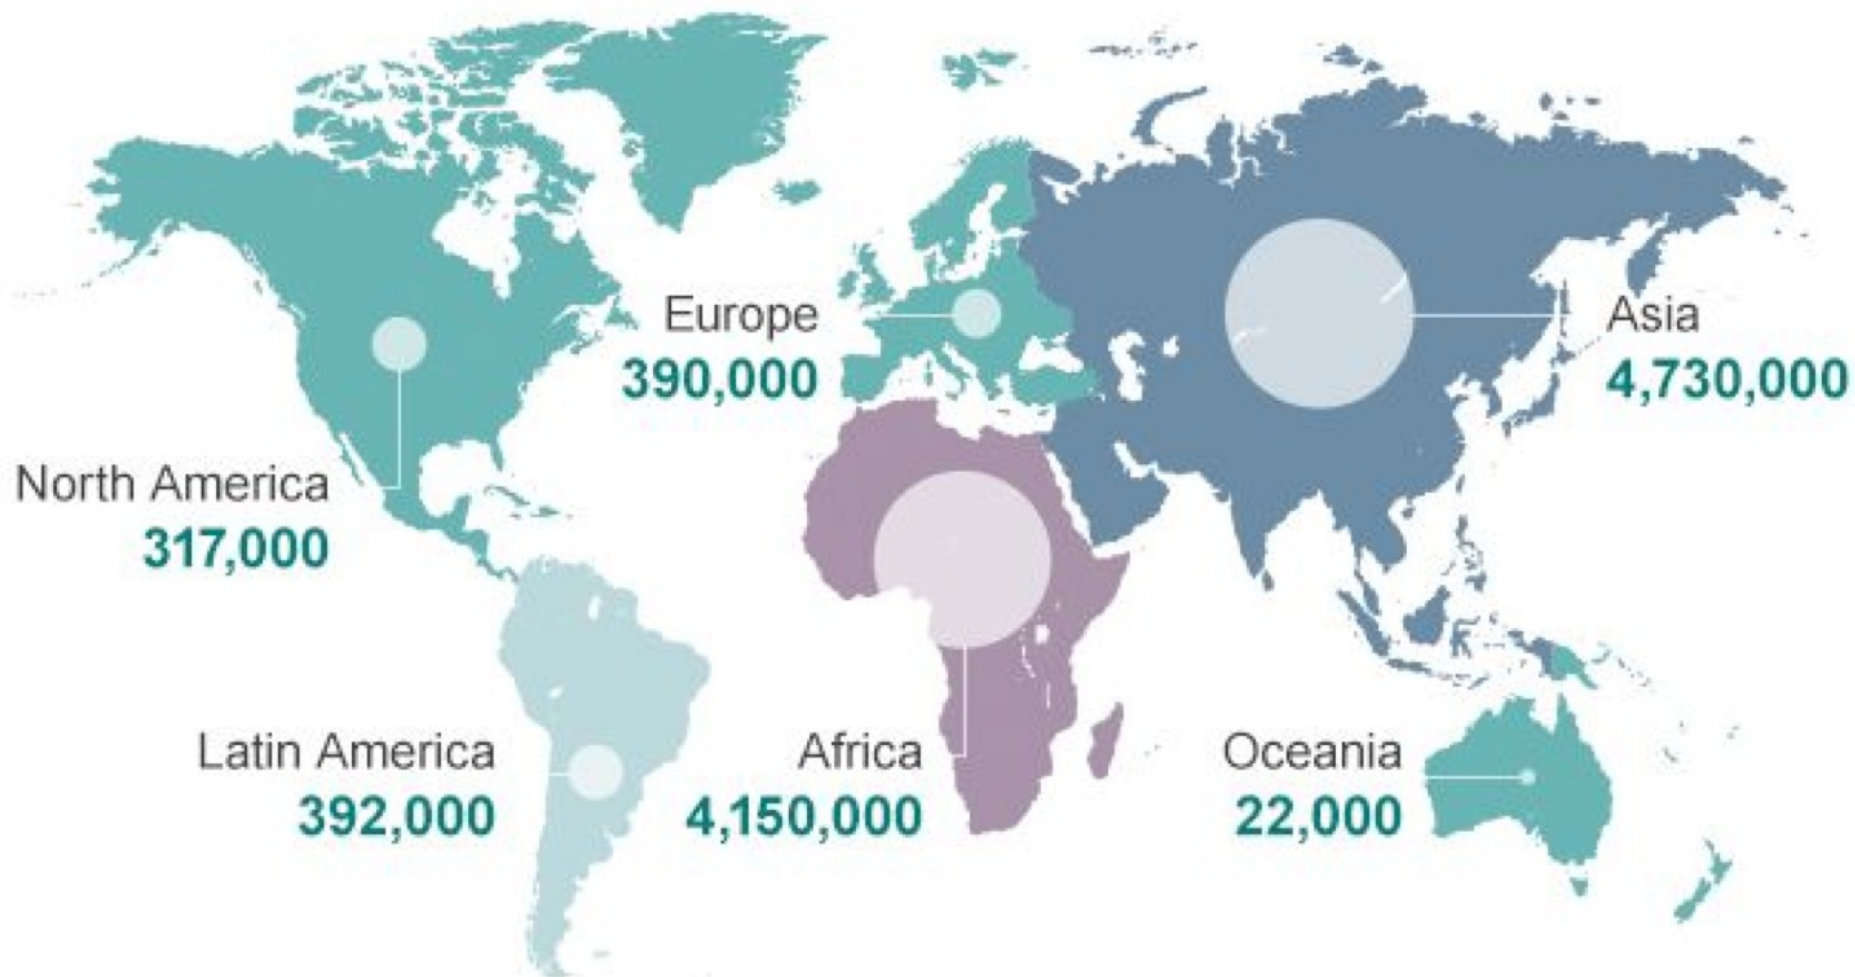 Europe
390,000
Asia
4,730,000
North America
317,000
Latin America
392,000
Africa
4,150,000
Oceania
22,000